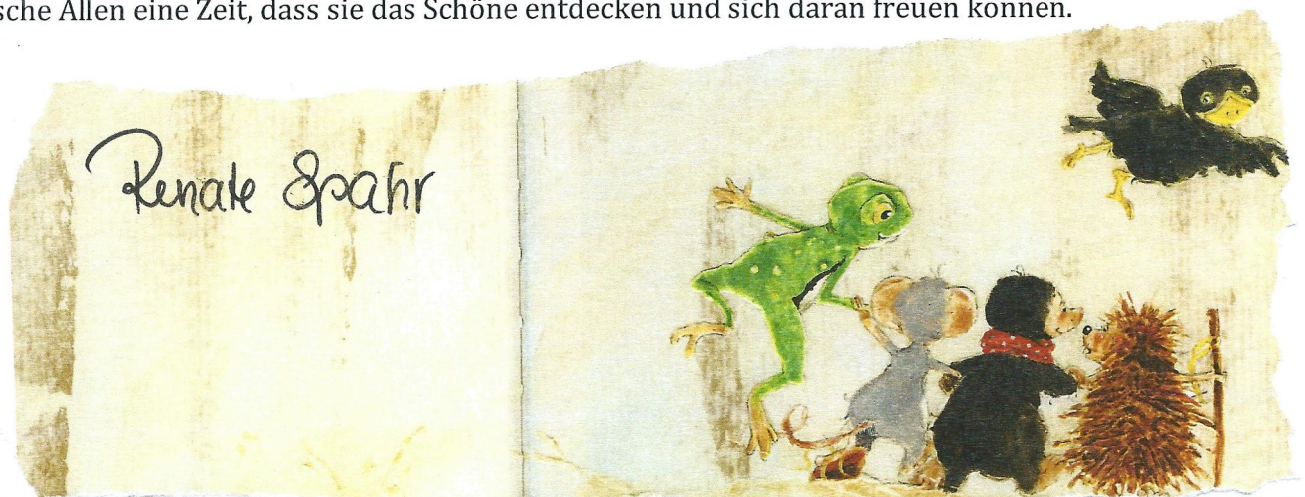 sche Allen eine Zeit, dass sie das Schöne entdecken und sich daran freuen können.
Renate Spahr